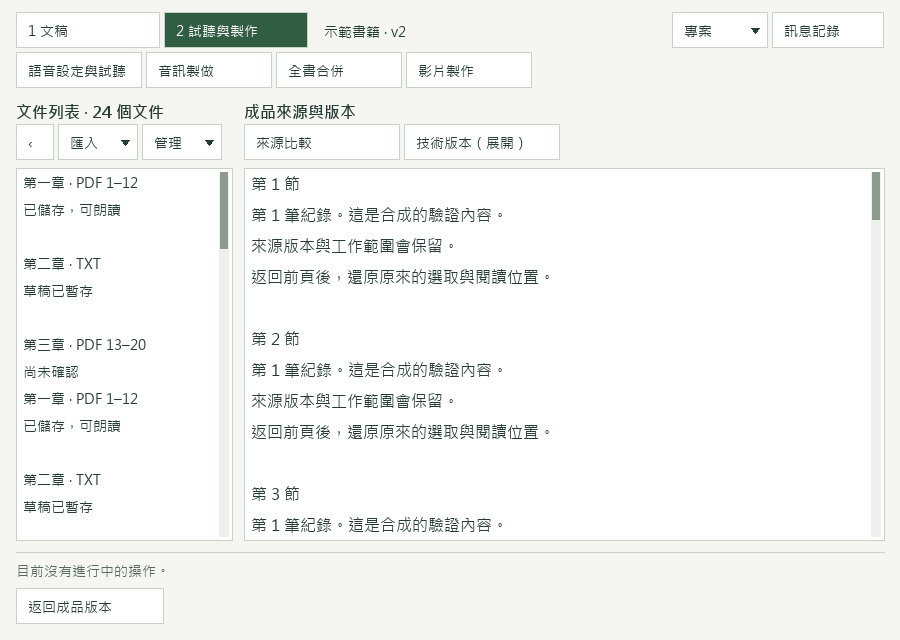 1 文稿
2 試聽與製作
示範書籍 · v2
專案
訊息記錄
語音設定與試聽
音訊製做
全書合併
影片製作
文件列表 · 24 個文件
‹
匯入
管理
第一章 · PDF 1–12
已儲存，可朗讀
第二章 · TXT
草稿已暫存
第三章 · PDF 13–20
尚未確認
第一章 · PDF 1–12
已儲存，可朗讀
第二章 · TXT
草稿已暫存
成品來源與版本
來源比較
技術版本（展開）
第 1 節
第 1 筆紀錄。這是合成的驗證內容。
來源版本與工作範圍會保留。
返回前頁後，還原原來的選取與閱讀位置。
第 2 節
第 1 筆紀錄。這是合成的驗證內容。
來源版本與工作範圍會保留。
返回前頁後，還原原來的選取與閱讀位置。
第 3 節
第 1 筆紀錄。這是合成的驗證內容。
目前沒有進行中的操作。
返回成品版本